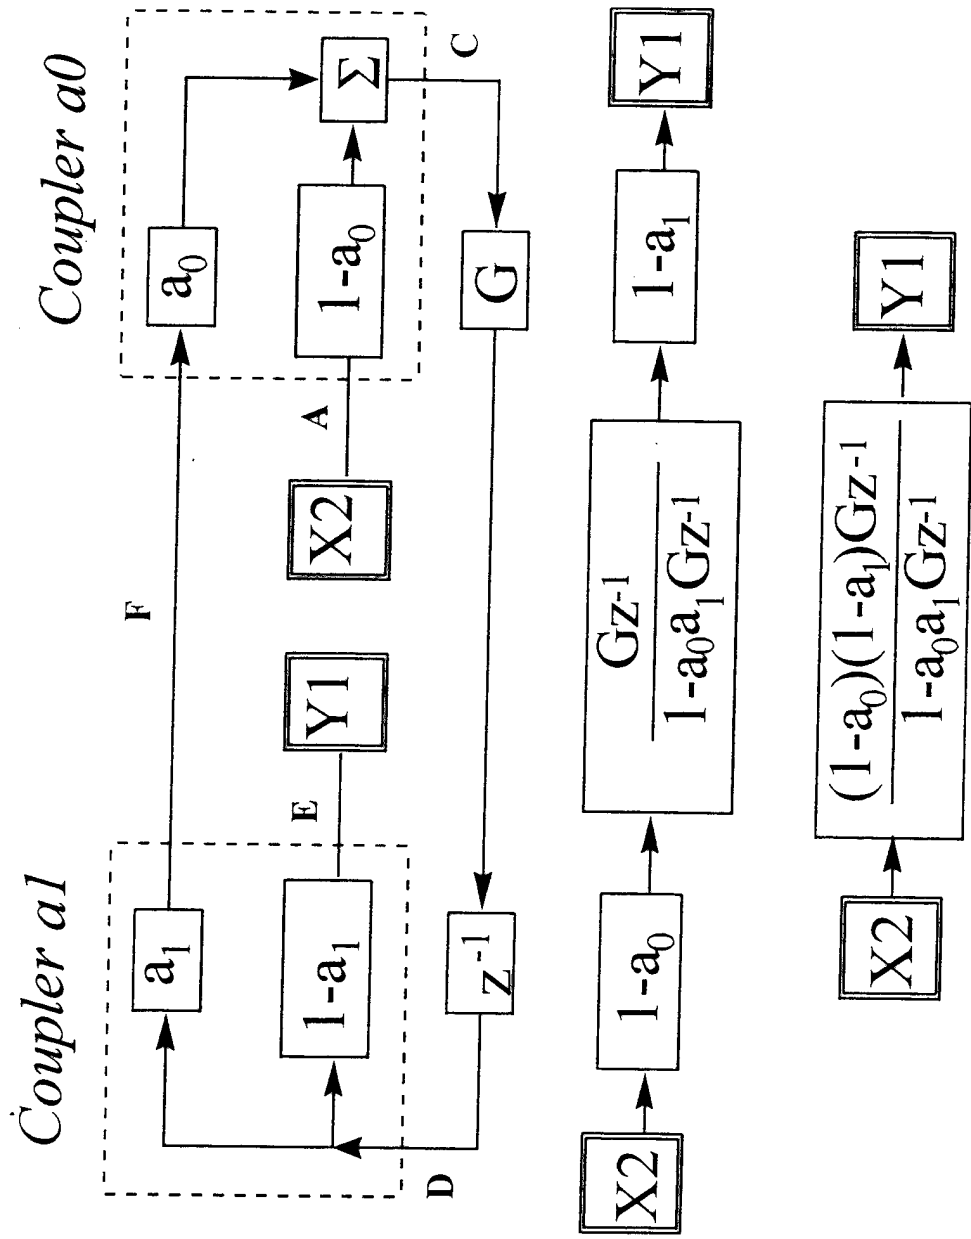 Coupler a1
Coupler a0
a₁
F
a₀
1-a₁
E
Y1
X2
A
1-a₀
Σ
D
z⁻¹
G
C
X2
1-a₀
Gz⁻¹
1-a₀a₁Gz⁻¹
1-a₁
Y1
X2
(1-a₀)(1-a₁)Gz⁻¹
1-a₀a₁Gz⁻¹
Y1